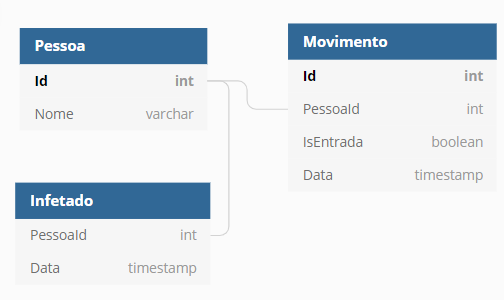 Pessoa
Id int
Nome varchar
Movimento
Id int
PessoaId int
IsEntrada boolean
Data timestamp
Infetado
PessoaId int
Data timestamp